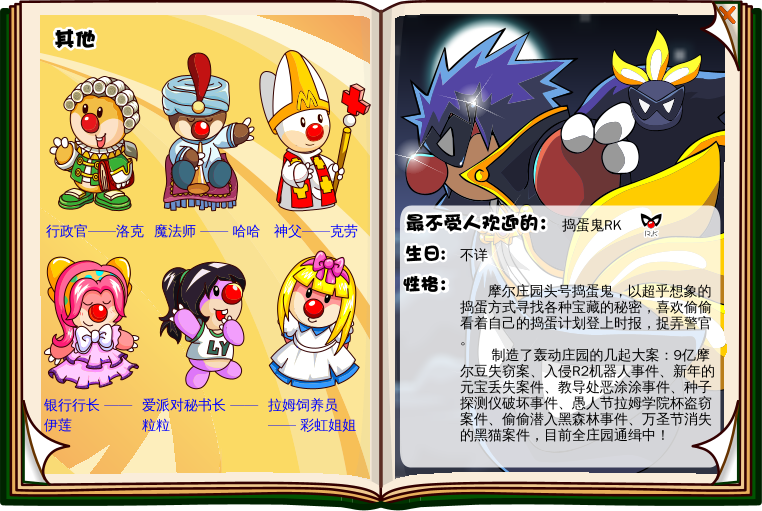 其他
行政官——洛克
魔法师 —— 哈哈
神父——克劳
银行行长 ——
伊莲
爱派对秘书长 ——
粒粒
拉姆饲养员
—— 彩虹姐姐
LY
最不受人欢迎的： 捣蛋鬼RK
R.K
生日： 不详
性格：
摩尔庄园头号捣蛋鬼，以超乎想象的
捣蛋方式寻找各种宝藏的秘密，喜欢偷偷
看着自己的捣蛋计划登上时报，捉弄警官
。
制造了轰动庄园的几起大案：9亿摩
尔豆失窃案、入侵R2机器人事件、新年的
元宝丢失案件、教导处恶涂涂事件、种子
探测仪破坏事件、愚人节拉姆学院杯盗窃
案件、偷偷潜入黑森林事件、万圣节消失
的黑猫案件，目前全庄园通缉中！